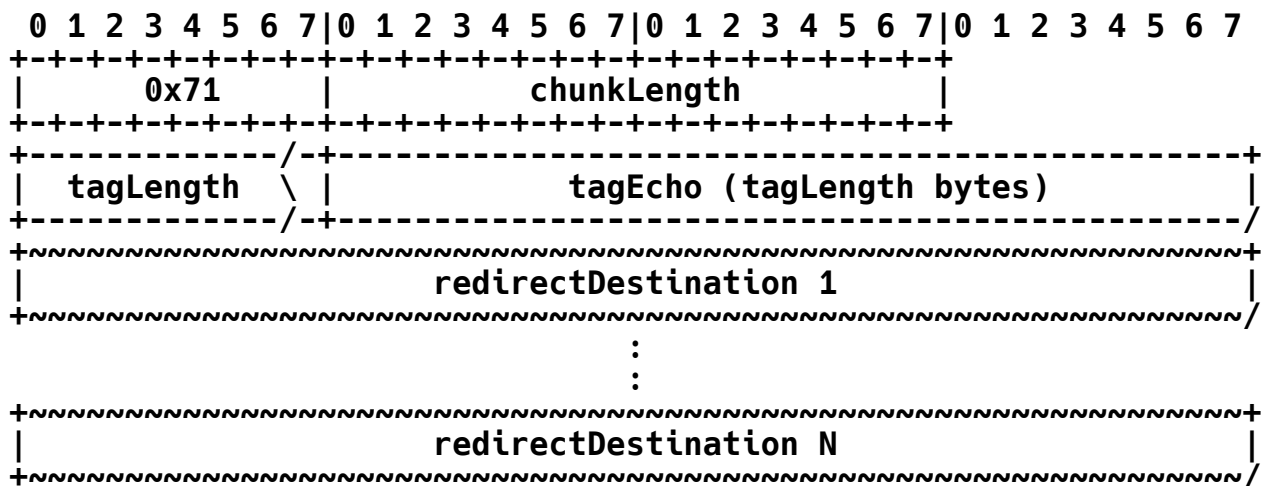 0 1 2 3 4 5 6 7|0 1 2 3 4 5 6 7|0 1 2 3 4 5 6 7|0 1 2 3 4 5 6 7
+-+-+-+-+-+-+-+-+-+-+-+-+-+-+-+-+-+-+-+-+-+-+-+-+
|      0x71     |          chunkLength          |
+-+-+-+-+-+-+-+-+-+-+-+-+-+-+-+-+-+-+-+-+-+-+-+-+
+-------------/-+-----------------------------------------------+
|  tagLength  \ |            tagEcho (tagLength bytes)          |
+-------------/-+-----------------------------------------------/
+~~~~~~~~~~~~~~~~~~~~~~~~~~~~~~~~~~~~~~~~~~~~~~~~~~~~~~~~~~~~~~~+
|                     redirectDestination 1                     |
+~~~~~~~~~~~~~~~~~~~~~~~~~~~~~~~~~~~~~~~~~~~~~~~~~~~~~~~~~~~~~~~/
                                :
                                :
+~~~~~~~~~~~~~~~~~~~~~~~~~~~~~~~~~~~~~~~~~~~~~~~~~~~~~~~~~~~~~~~+
|                     redirectDestination N                     |
+~~~~~~~~~~~~~~~~~~~~~~~~~~~~~~~~~~~~~~~~~~~~~~~~~~~~~~~~~~~~~~~/